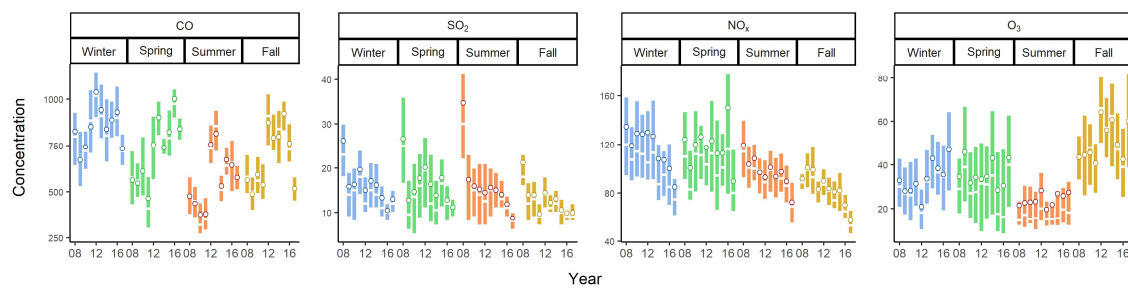 CO
Winter Spring Summer Fall
SO2
Winter Spring Summer Fall
NOx
Winter Spring Summer Fall
O3
Winter Spring Summer Fall
Concentration
1000
750
500
250
08 12 16 08 12 16 08 12 16 08 12 16
40
30
20
10
08 12 16 08 12 16 08 12 16 08 12 16
160
120
80
40
08 12 16 08 12 16 08 12 16 08 12 16
80
60
40
20
08 12 16 08 12 16 08 12 16 08 12 16
Year